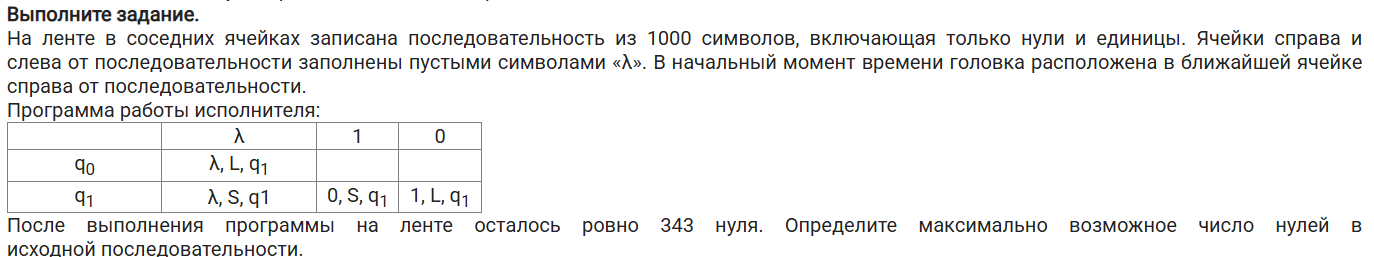 Выполните задание.
На ленте в соседних ячейках записана последовательность из 1000 символов, включающая только нули и единицы. Ячейки справа и
слева от последовательности заполнены пустыми символами «λ». В начальный момент времени головка расположена в ближайшей ячейке
справа от последовательности.
Программа работы исполнителя:
λ 1 0
q0 λ, L, q1
q1 λ, S, q1 0, S, q1 1, L, q1
После выполнения программы на ленте осталось ровно 343 нуля. Определите максимально возможное число нулей в
исходной последовательности.